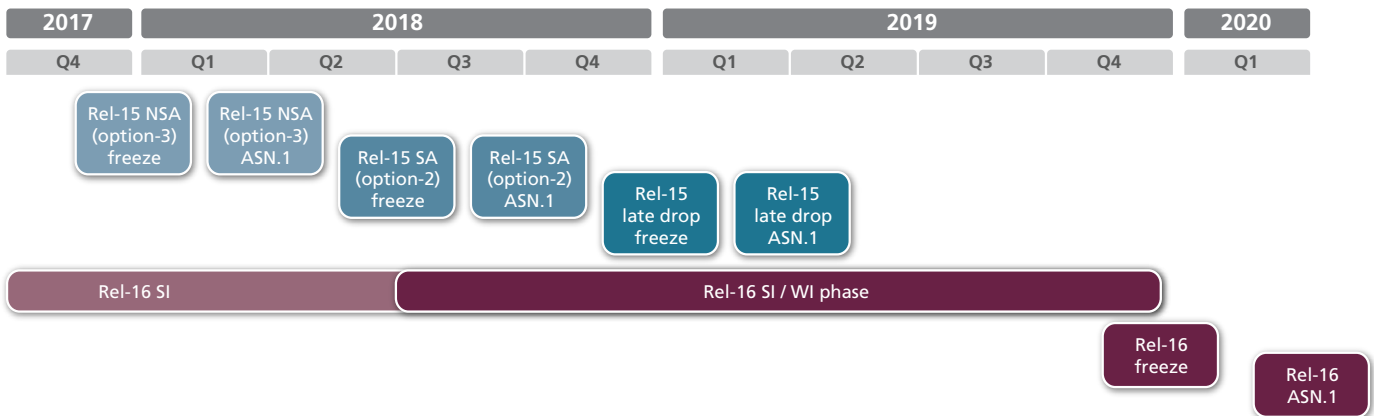 2017 2018 2019 2020
Q4 Q1 Q2 Q3 Q4 Q1 Q2 Q3 Q4 Q1
Rel-15 NSA
(option-3)
freeze
Rel-15 NSA
(option-3)
ASN.1
Rel-15 SA
(option-2)
freeze
Rel-15 SA
(option-2)
ASN.1
Rel-15
late drop
freeze
Rel-15
late drop
ASN.1
Rel-16 SI
Rel-16 SI / WI phase
Rel-16
freeze
Rel-16
ASN.1